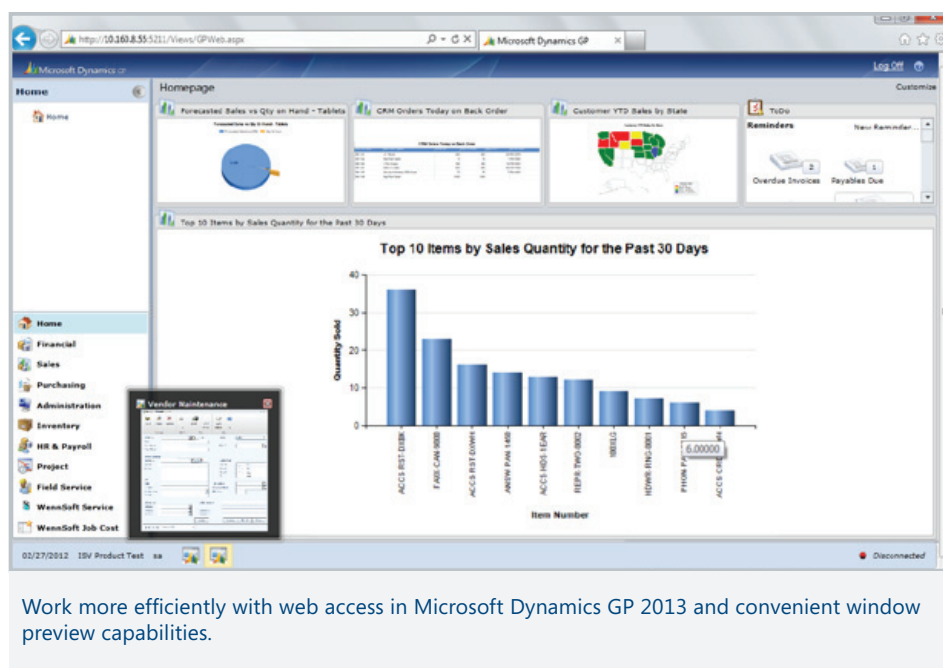 http://10.160.8.55:5211/Views/GPWeb.aspx
Microsoft Dynamics GP
Microsoft Dynamics GP
Log Off
Home
Homepage
Customize
Home
Forecasted Sales vs Qty on Hand - Tablets
CRM Orders Today on Back Order
Customer YTD Sales by State
ToDo
Reminders
New Reminder...
2
1
Overdue Invoices
Payables Due
Top 10 Items by Sales Quantity for the Past 30 Days
Top 10 Items by Sales Quantity for the Past 30 Days
40
30
20
10
0
Quantity Sold
ACCS-RST-DXBK
FAXX-CAN-9800
ACCS-RST-DXWH
ANSW-PAN-1450
ACCS-HDS-1EAR
REPR-TWO-0002
100XLG
HDWR-RNG-0001
6.00000
Item Number
Home
Financial
Sales
Purchasing
Administration
Inventory
HR & Payroll
Project
Field Service
WennSoft Service
WennSoft Job Cost
Vendor Maintenance
02/27/2012 ISV Product Test sa
Disconnected
Work more efficiently with web access in Microsoft Dynamics GP 2013 and convenient window
preview capabilities.